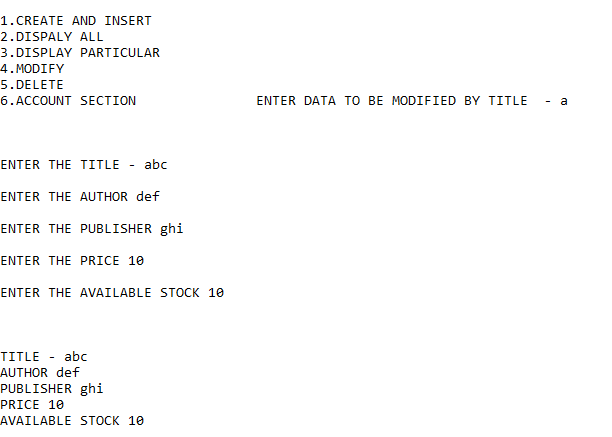 1.CREATE AND INSERT
2.DISPALY ALL
3.DISPLAY PARTICULAR
4.MODIFY
5.DELETE
6.ACCOUNT SECTION               ENTER DATA TO BE MODIFIED BY TITLE  - a
ENTER THE TITLE - abc
ENTER THE AUTHOR def
ENTER THE PUBLISHER ghi
ENTER THE PRICE 10
ENTER THE AVAILABLE STOCK 10
TITLE - abc
AUTHOR def
PUBLISHER ghi
PRICE 10
AVAILABLE STOCK 10